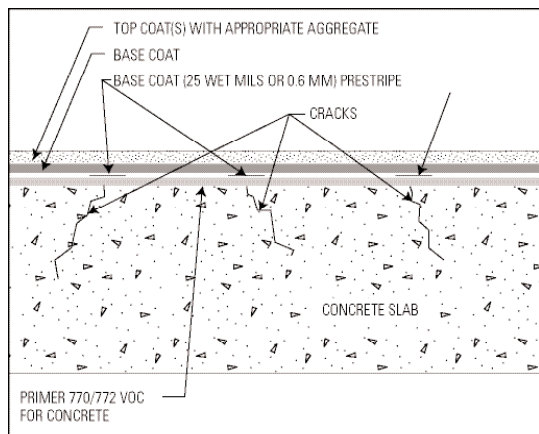 TOP COAT(S) WITH APPROPRIATE AGGREGATE
BASE COAT
BASE COAT (25 WET MILS OR 0.6 MM) PRESTRIPE
CRACKS
CONCRETE SLAB
PRIMER 770/772 VOC
FOR CONCRETE